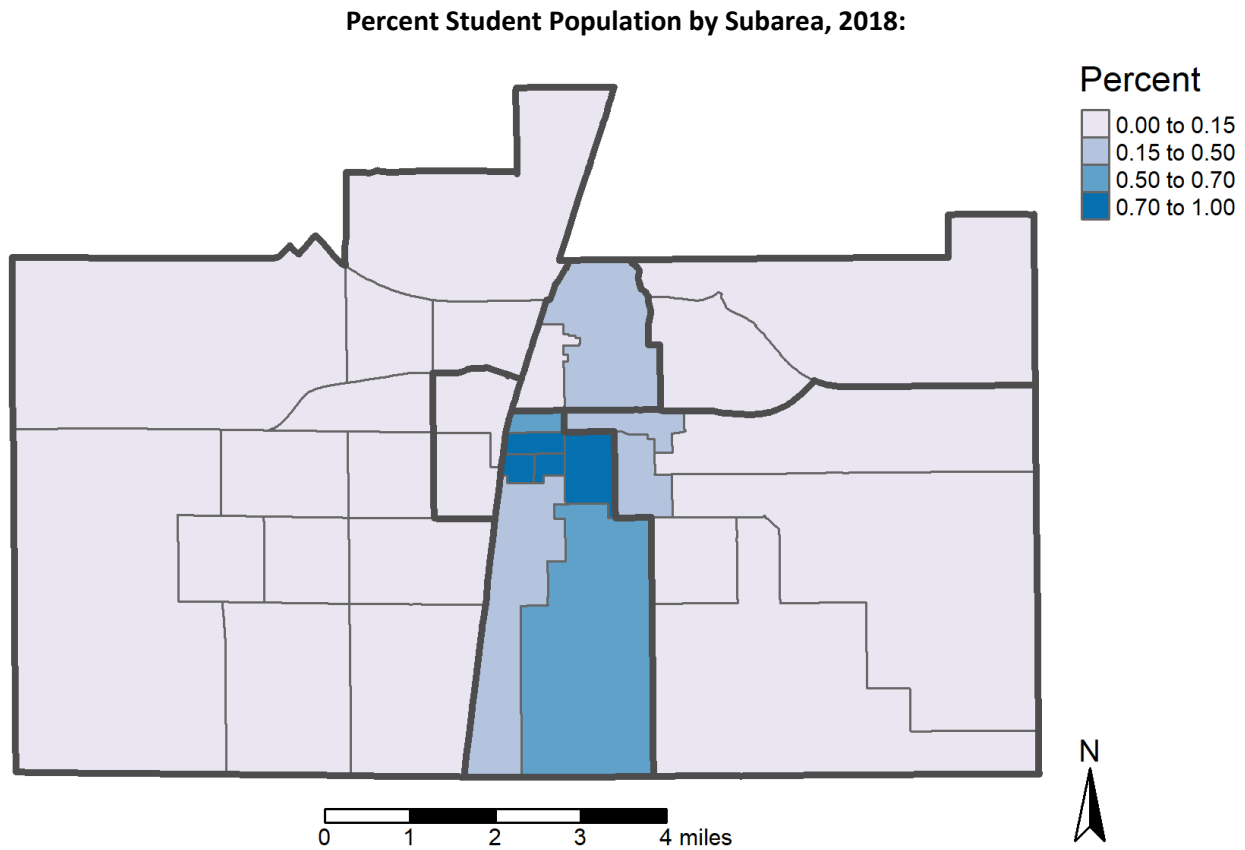 Percent Student Population by Subarea, 2018:
Percent
0.00 to 0.15
0.15 to 0.50
0.50 to 0.70
0.70 to 1.00
N
0 1 2 3 4 miles